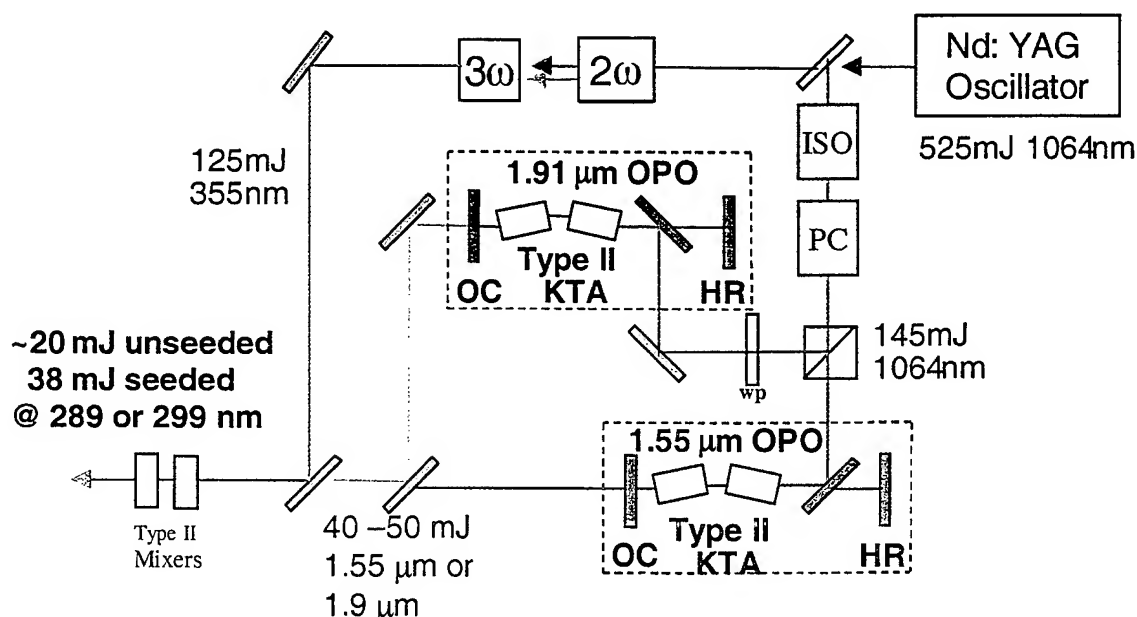 Nd: YAG
Oscillator
525mJ 1064nm
3ω
2ω
ISO
PC
125mJ
355nm
1.91 μm OPO
Type II
KTA
OC
HR
wp
145mJ
1064nm
~20 mJ unseeded
38 mJ seeded
@ 289 or 299 nm
1.55 μm OPO
Type II
KTA
OC
HR
Type II
Mixers
40 –50 mJ
1.55 μm or
1.9 μm